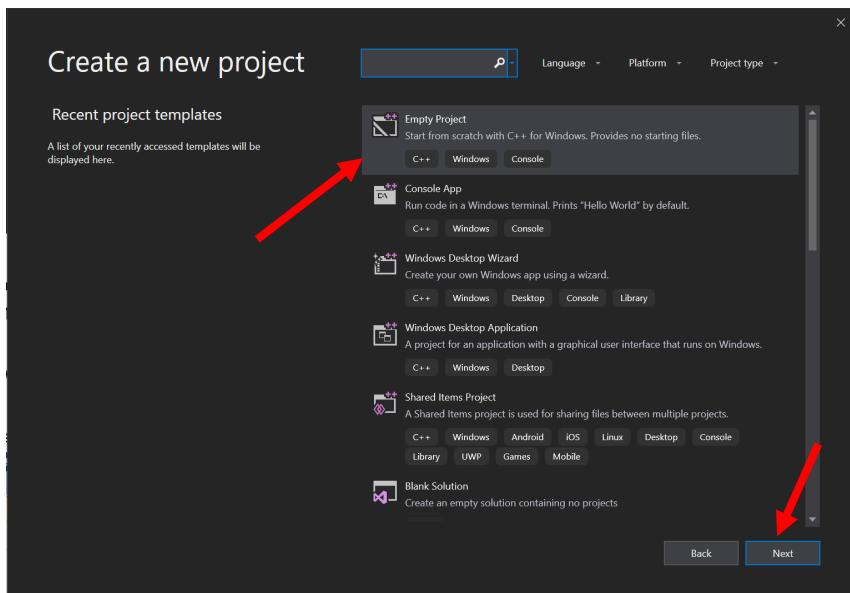 Create a new project
Language
Platform
Project type
Recent project templates
A list of your recently accessed templates will be
displayed here.
Empty Project
Start from scratch with C++ for Windows. Provides no starting files.
C++ Windows Console
Console App
Run code in a Windows terminal. Prints "Hello World" by default.
C++ Windows Console
Windows Desktop Wizard
Create your own Windows app using a wizard.
C++ Windows Desktop Console Library
Windows Desktop Application
A project for an application with a graphical user interface that runs on Windows.
C++ Windows Desktop
Shared Items Project
A Shared Items project is used for sharing files between multiple projects.
C++ Windows Android iOS Linux Desktop Console
Library UWP Games Mobile
Blank Solution
Create an empty solution containing no projects
Back Next